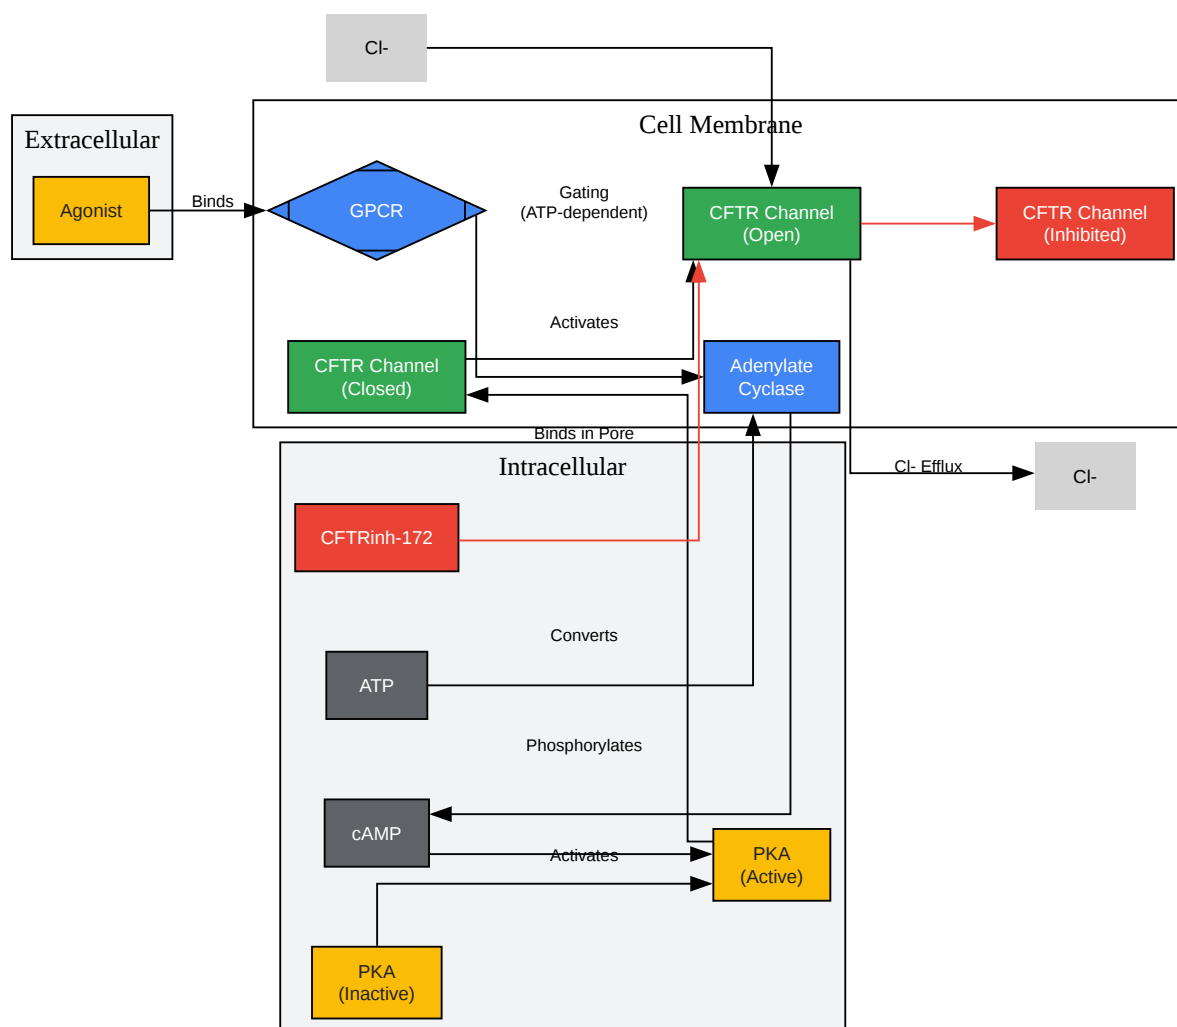 Cl-
Cell Membrane
Extracellular
Agonist
Binds
GPCR
Gating
(ATP-dependent)
CFTR Channel
(Open)
CFTR Channel
(Inhibited)
Activates
CFTR Channel
(Closed)
Adenylate
Cyclase
Binds in Pore
Intracellular
Cl- Efflux
Cl-
CFTRinh-172
Converts
ATP
Phosphorylates
cAMP
Activates
PKA
(Active)
PKA
(Inactive)